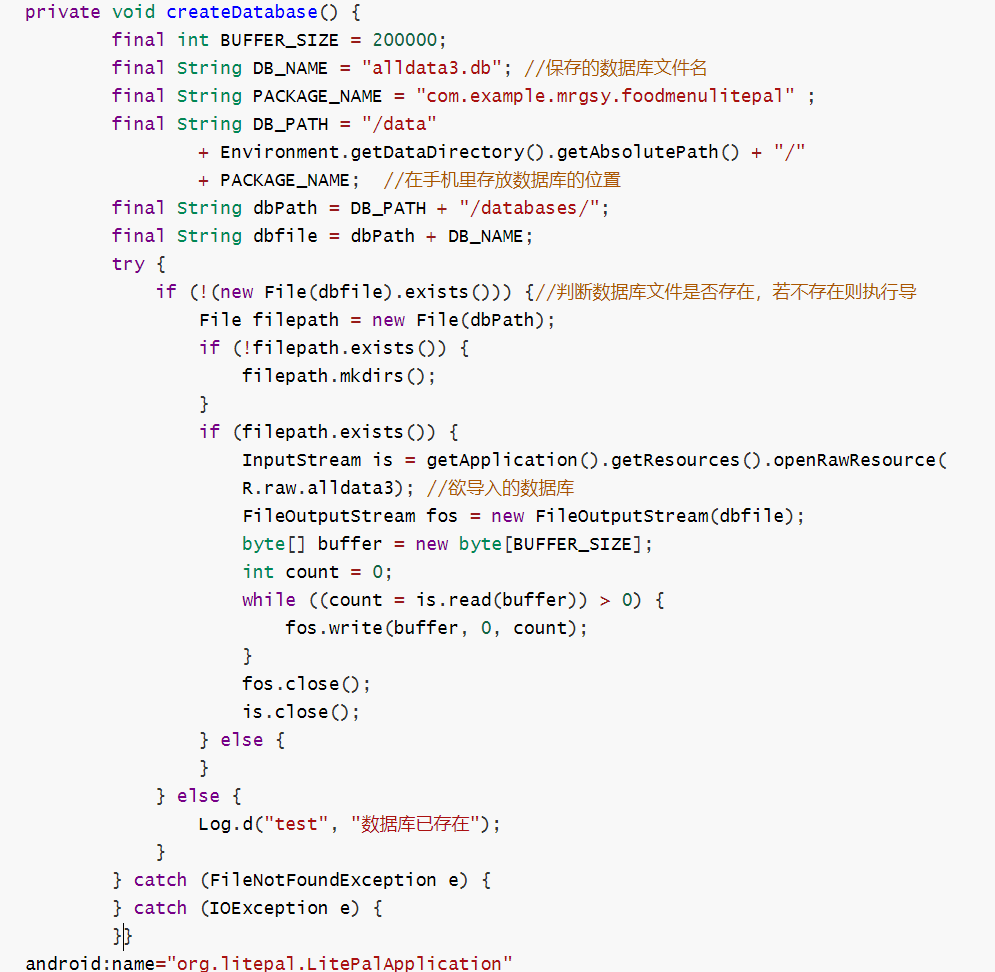 private void createDatabase() {
final int BUFFER_SIZE = 200000;
final String DB_NAME = "alldata3.db"; //保存的数据库文件名
final String PACKAGE_NAME = "com.example.mrgsy.foodmenulitepal" ;
final String DB_PATH = "/data"
+ Environment.getDataDirectory().getAbsolutePath() + "/"
+ PACKAGE_NAME;  //在手机里存放数据库的位置
final String dbPath = DB_PATH + "/databases/";
final String dbfile = dbPath + DB_NAME;
try {
if (!(new File(dbfile).exists())) {//判断数据库文件是否存在，若不存在则执行导
File filepath = new File(dbPath);
if (!filepath.exists()) {
filepath.mkdirs();
}
if (filepath.exists()) {
InputStream is = getApplication().getResources().openRawResource(
R.raw.alldata3); //欲导入的数据库
FileOutputStream fos = new FileOutputStream(dbfile);
byte[] buffer = new byte[BUFFER_SIZE];
int count = 0;
while ((count = is.read(buffer)) > 0) {
fos.write(buffer, 0, count);
}
fos.close();
is.close();
} else {
}
} else {
Log.d("test", "数据库已存在");
}
} catch (FileNotFoundException e) {
} catch (IOException e) {
}}
android:name="org.litepal.LitePalApplication"